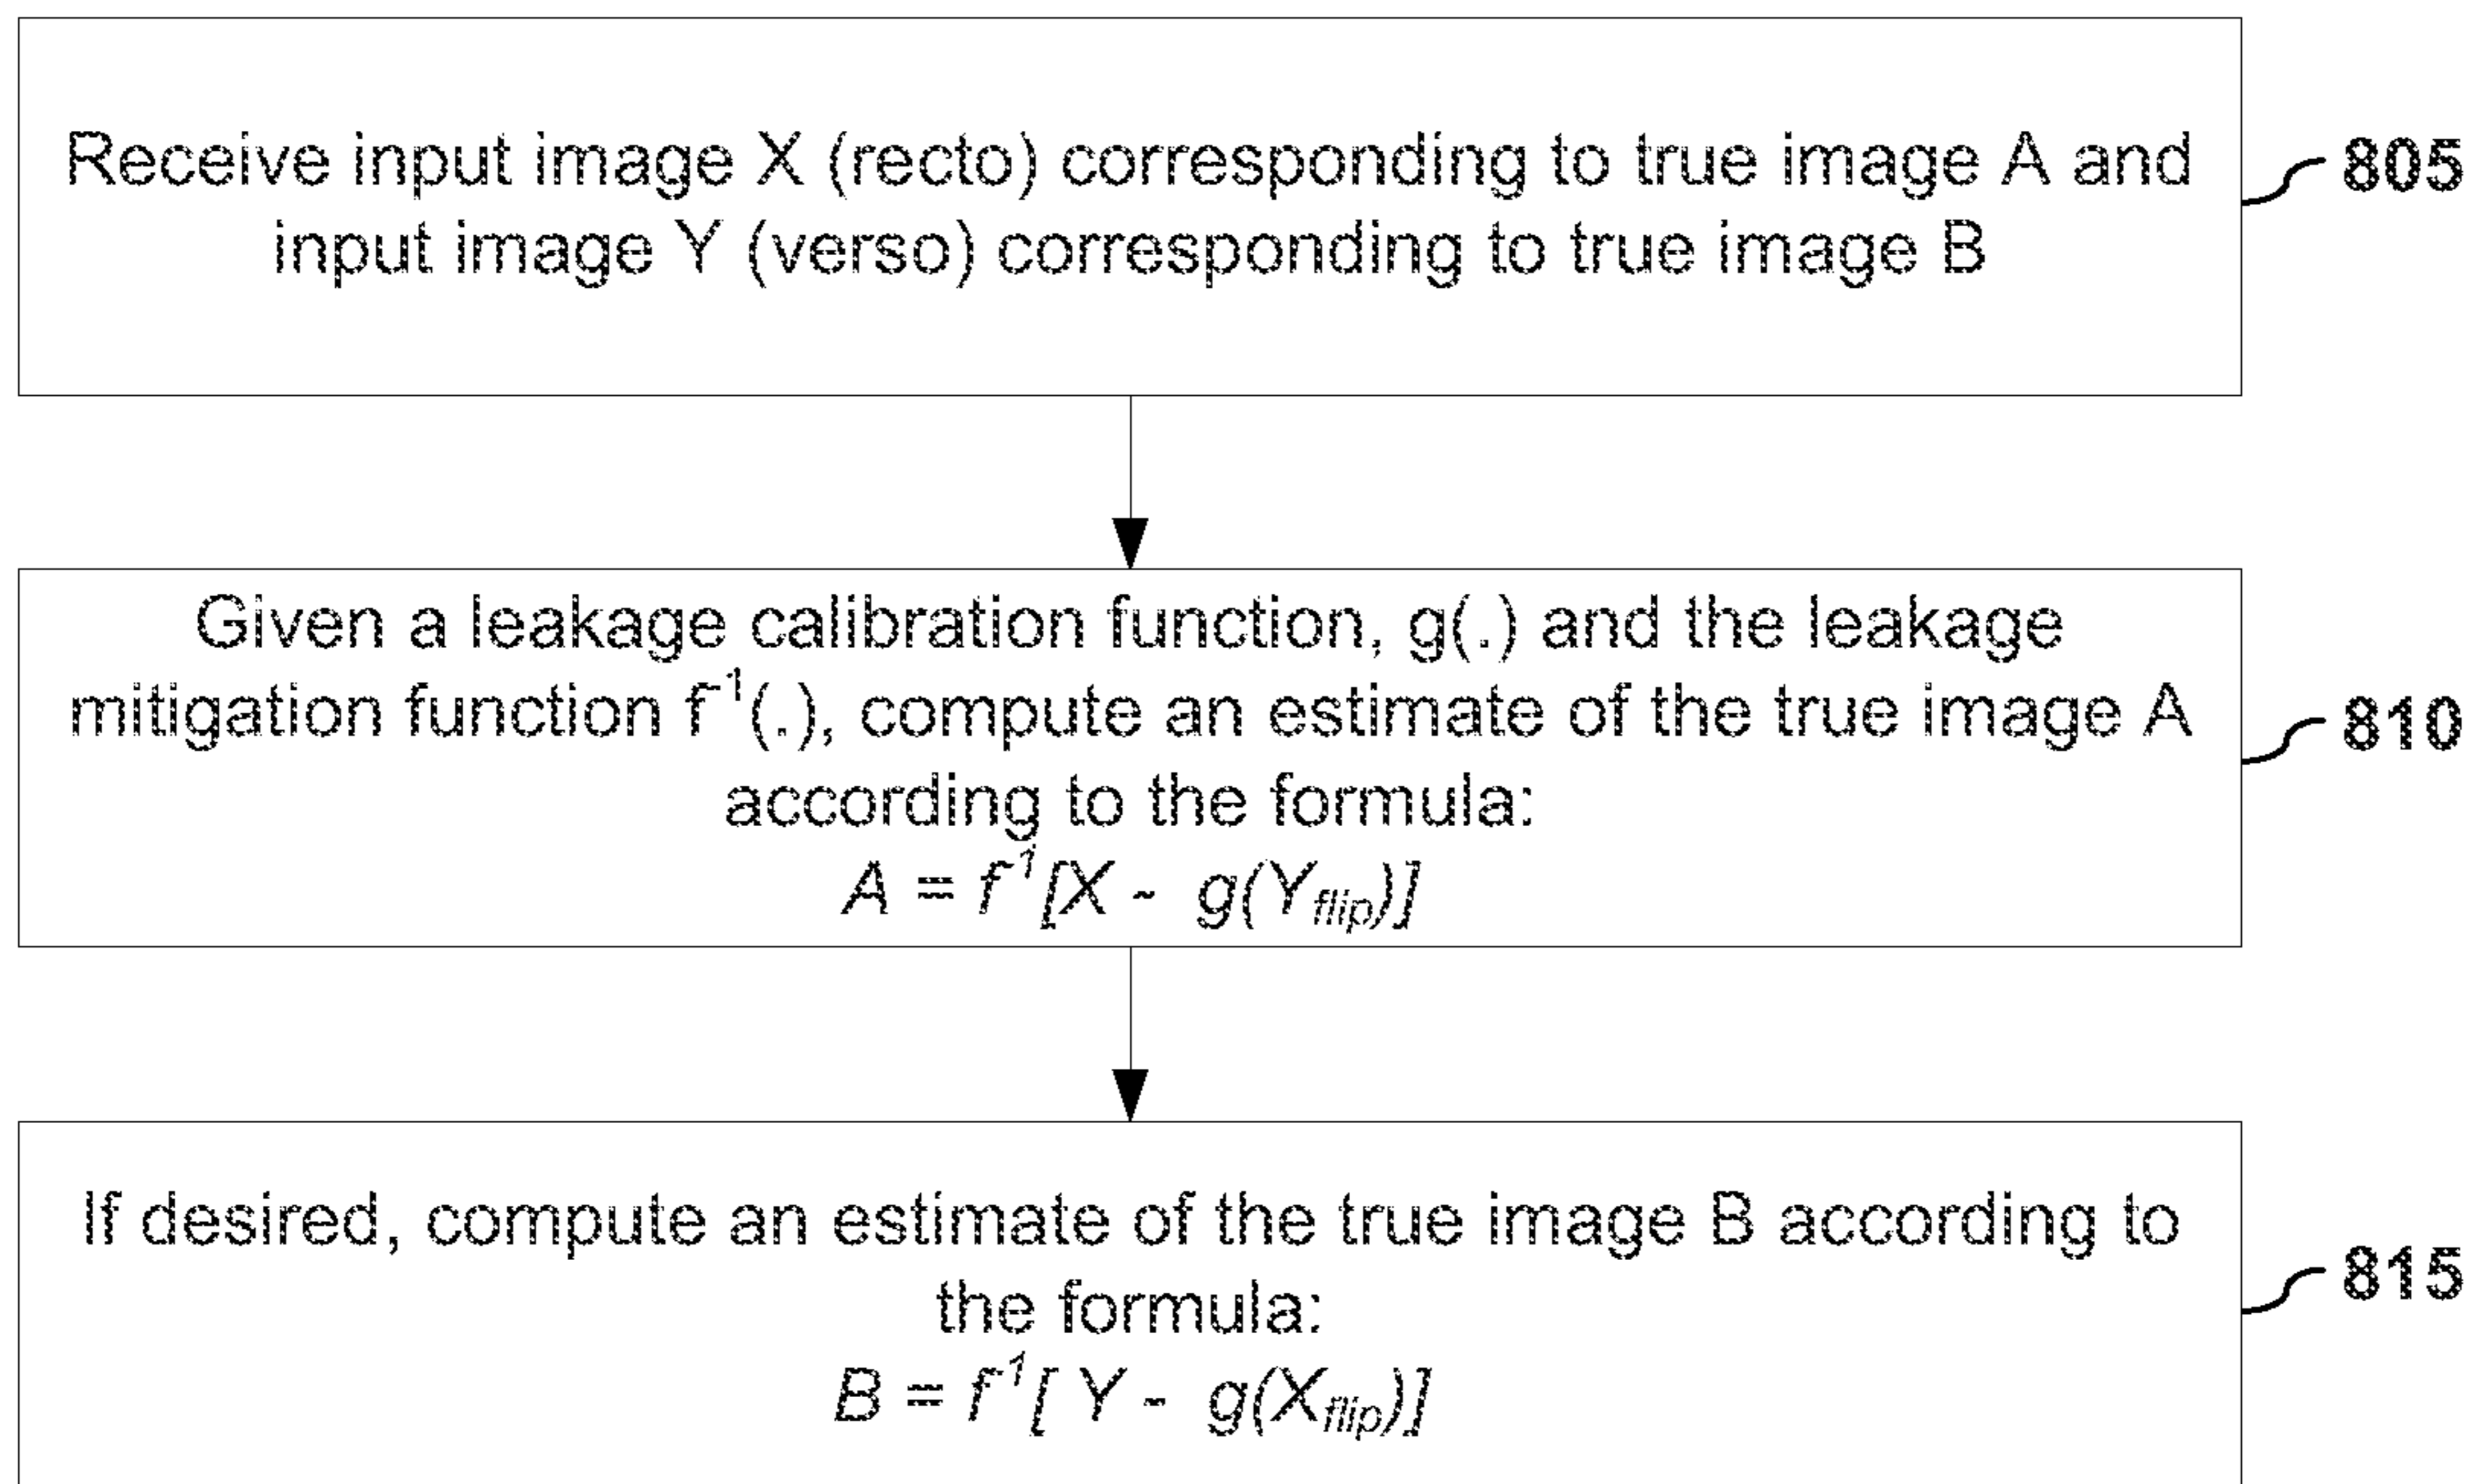 Receive input image X (recto) corresponding to true image A and
input image Y (verso) corresponding to true image B
805
Given a leakage calibration function, g(.) and the leakage
mitigation function f⁻¹(.), compute an estimate of the true image A
according to the formula:
A = f⁻¹[X - g(Y_flip)]
810
If desired, compute an estimate of the true image B according to
the formula:
B = f⁻¹[ Y - g(X_flip)]
815